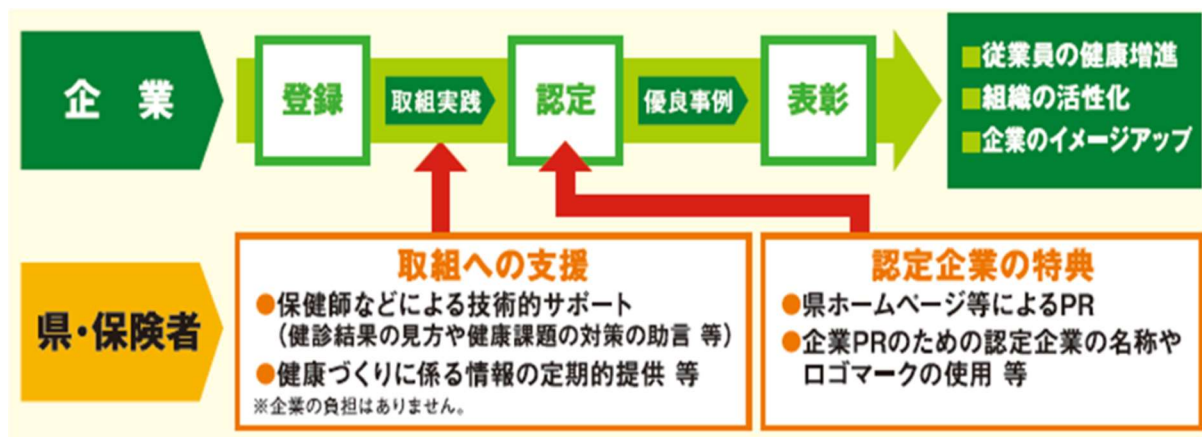 企業
登録
取組実践
認定
優良事例
表彰
■従業員の健康増進
■組織の活性化
■企業のイメージアップ
県・保険者
取組への支援
●保健師などによる技術的サポート
（健診結果の見方や健康課題の対策の助言 等）
●健康づくりに係る情報の定期的提供 等
※企業の負担はありません。
認定企業の特典
●県ホームページ等によるPR
●企業PRのための認定企業の名称や
ロゴマークの使用 等